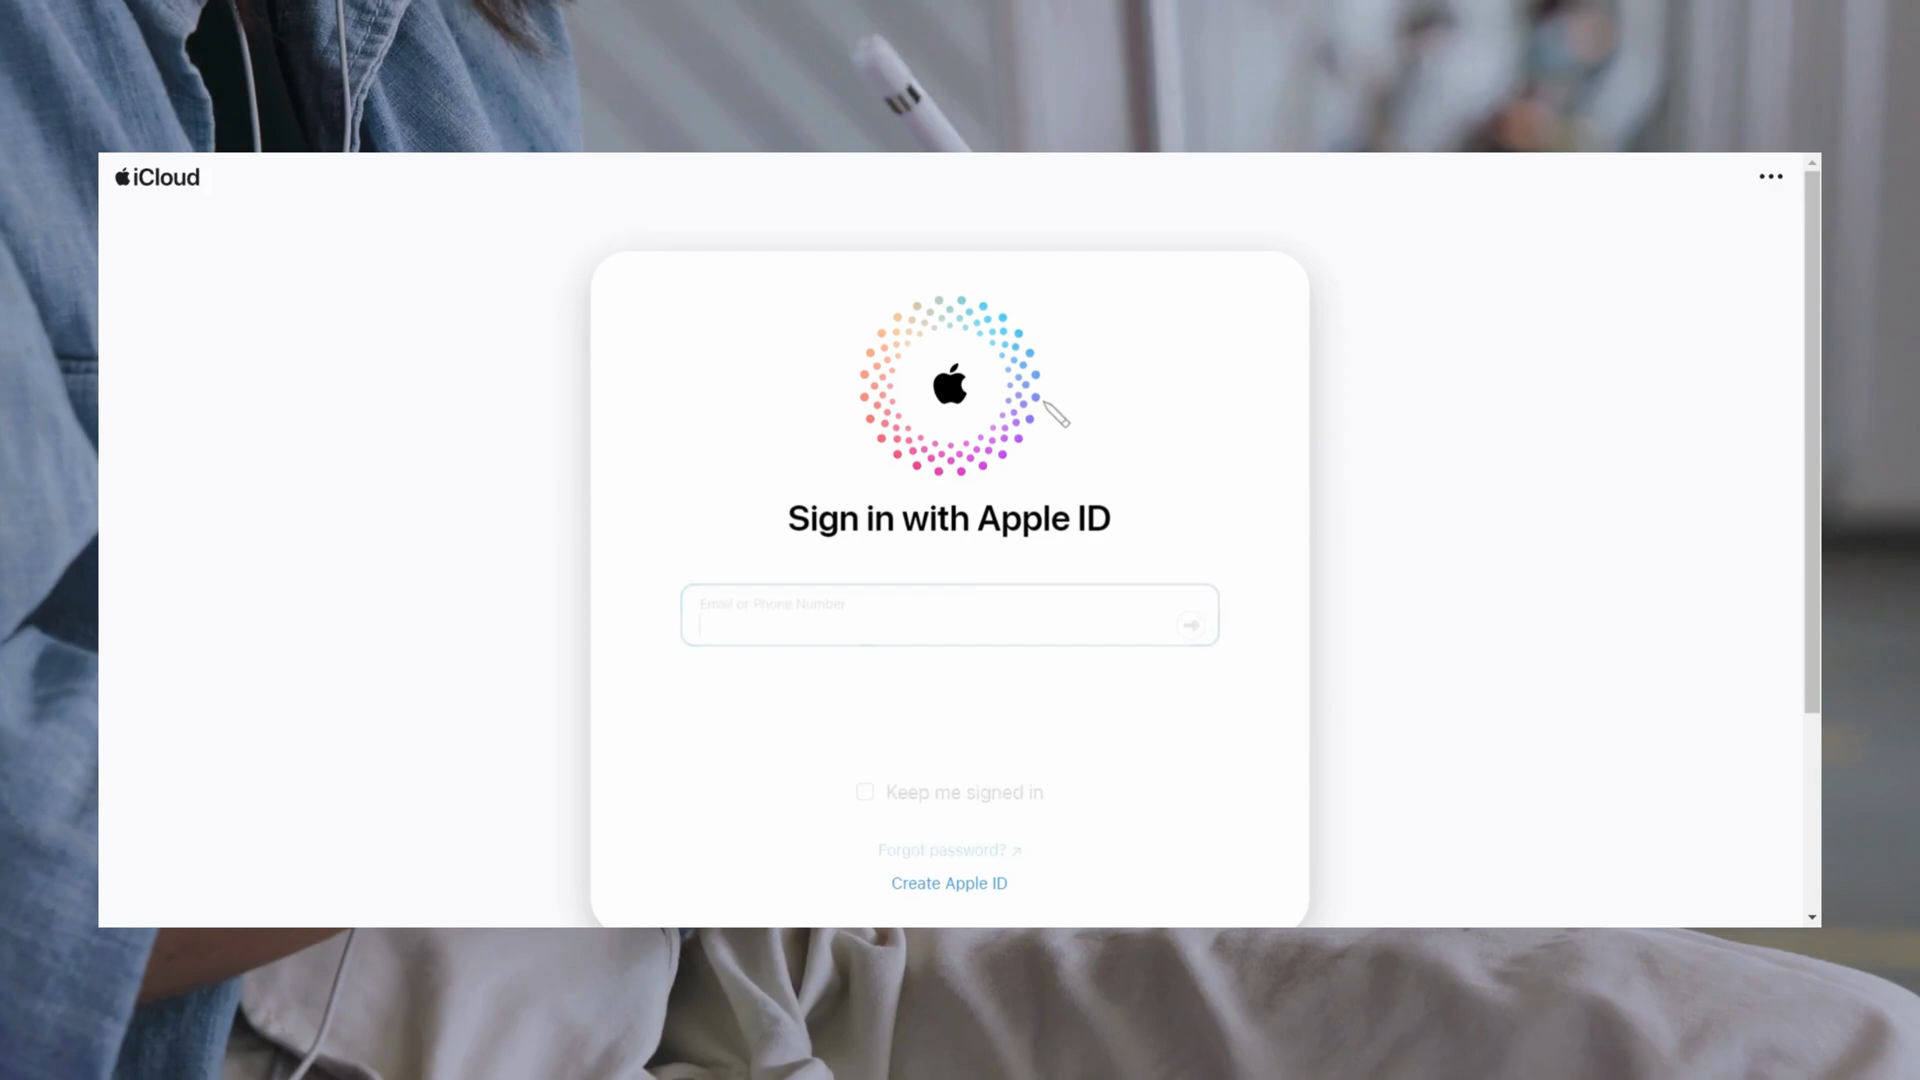 iCloud
Sign in with Apple ID
Email or Phone Number
Keep me signed in
Forgot password? ↗
Create Apple ID